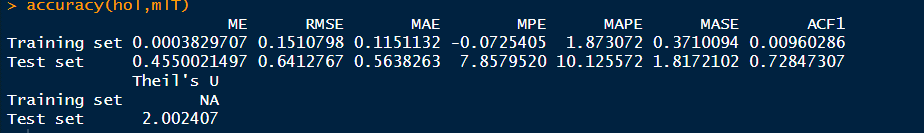 > accuracy(hoT,mlT)
ME RMSE MAE MPE MAPE MASE ACF1
Training set 0.0003829707 0.1510798 0.1151132 -0.0725405 1.873072 0.3710094 0.00960286
Test set 0.4550021497 0.6412767 0.5638263 7.8579520 10.125572 1.8172102 0.72847307
Theil's U
Training set NA
Test set 2.002407